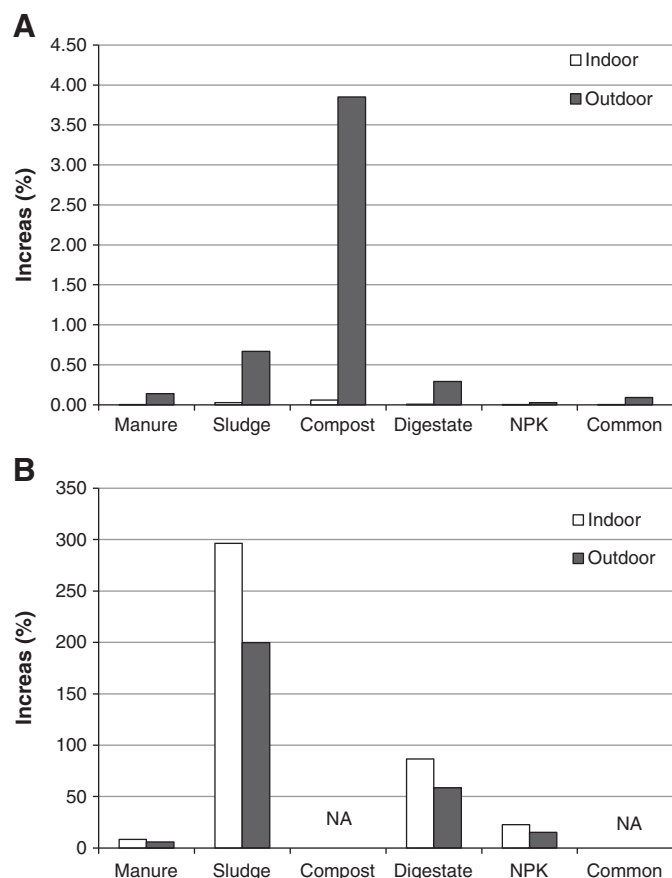 A
4.50
4.00
3.50
3.00
2.50
2.00
1.50
1.00
0.50
0.00
Increas (%)
Indoor
Outdoor
Manure Sludge Compost Digestate NPK Common
B
350
300
250
200
150
100
50
0
Increas (%)
Indoor
Outdoor
NA
NA
Manure Sludge Compost Digestate NPK Common